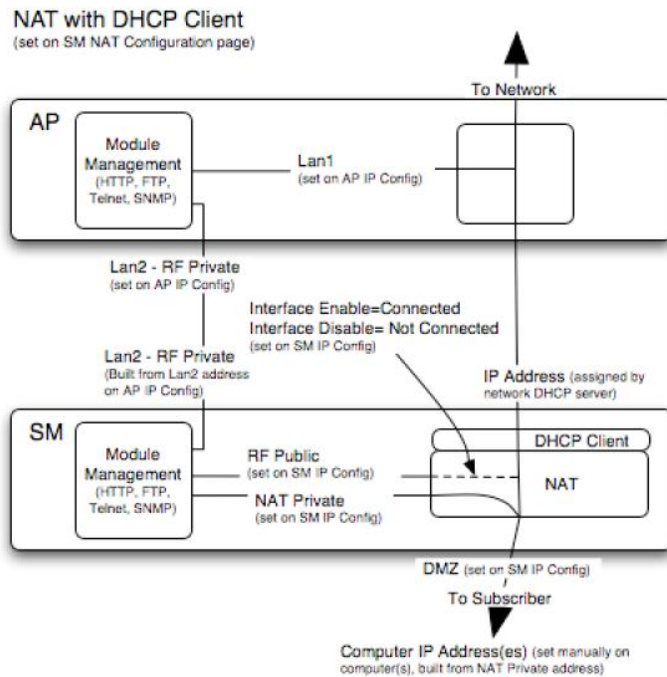 NAT with DHCP Client
(set on SM NAT Configuration page)
To Network
AP
Module
Management
(HTTP, FTP,
Telnet, SNMP)
Lan1
(set on AP IP Config)
Lan2 - RF Private
(set on AP IP Config)
Interface Enable=Connected
Interface Disable= Not Connected
(set on SM IP Config)
Lan2 - RF Private
(Built from Lan2 address
on AP IP Config)
IP Address (assigned by
network DHCP server)
SM
Module
Management
(HTTP, FTP,
Telnet, SNMP)
RF Public
(set on SM IP Config)
NAT Private
(set on SM IP Config)
DHCP Client
NAT
DMZ (set on SM IP Config)
To Subscriber
Computer IP Address(es) (set manually on
computer(s), built from NAT Private address)